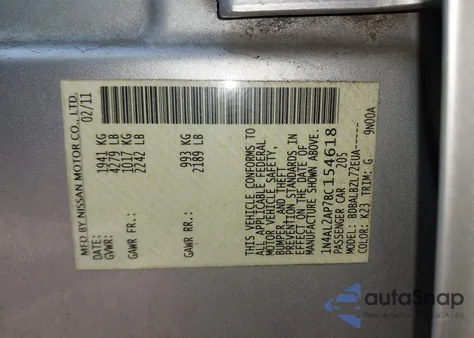 MFD BY NISSAN MOTOR CO., LTD.
DATE: 02/11
GVWR: 1941 KG
4279 LB
GAWR FR: 1017 KG
2242 LB
GAWR RR: 993 KG
2189 LB
THIS VEHICLE CONFORMS TO
ALL APPLICABLE FEDERAL
MOTOR VEHICLE SAFETY,
BUMPER, AND THEFT
PREVENTION STANDARDS IN
EFFECT ON THE DATE OF
MANUFACTURE SHOWN ABOVE.
1N4AL2AP7BC154618
PASSENGER CAR 205
MODEL: BDBALBZL72EUA-----
COLOR: K23 TRIM: G 9N00A
autoSnap